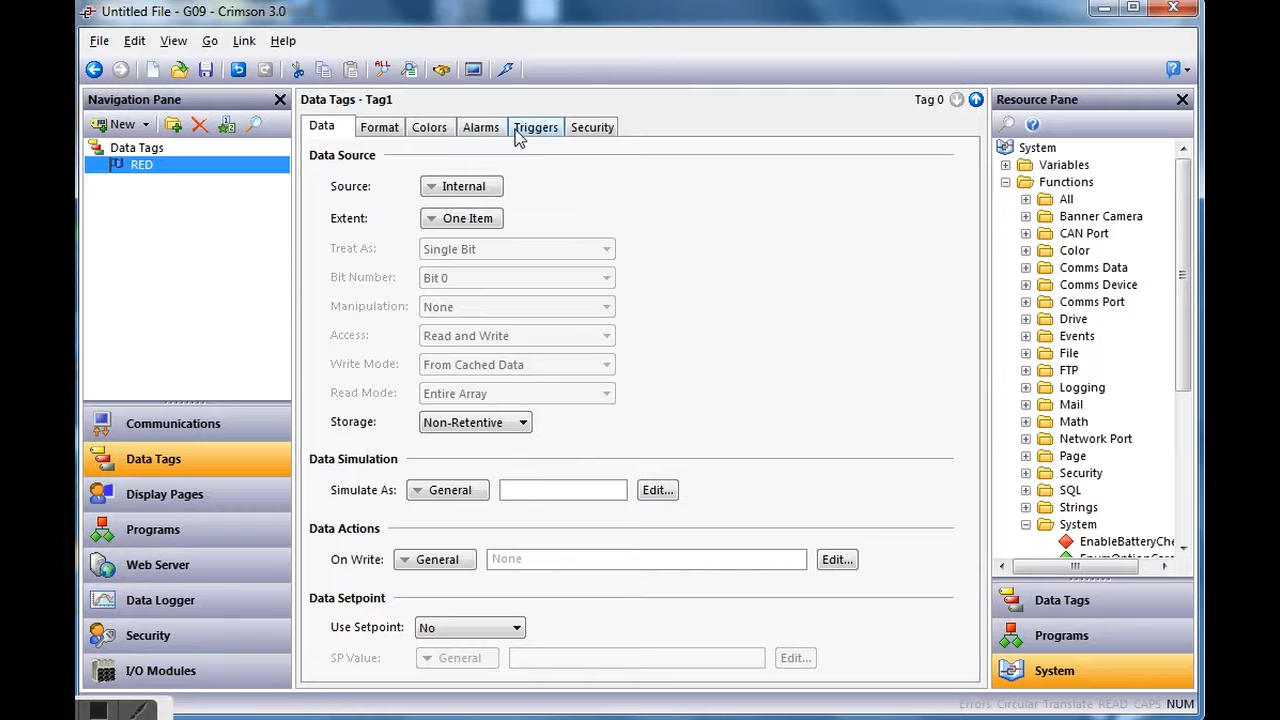 Untitled File - G09 - Crimson 3.0
File Edit View Go Link Help
Navigation Pane
New
Data Tags
RED
Communications
Data Tags
Display Pages
Programs
Web Server
Data Logger
Security
I/O Modules
Data Tags - Tag1
Tag 0
Data Format Colors Alarms Triggers Security
Data Source
Source: Internal
Extent: One Item
Treat As: Single Bit
Bit Number: Bit 0
Manipulation: None
Access: Read and Write
Write Mode: From Cached Data
Read Mode: Entire Array
Storage: Non-Retentive
Data Simulation
Simulate As: General Edit...
Data Actions
On Write: General None Edit...
Data Setpoint
Use Setpoint: No
SP Value: General Edit...
Resource Pane
System
Variables
Functions
All
Banner Camera
CAN Port
Color
Comms Data
Comms Device
Comms Port
Drive
Events
File
FTP
Logging
Mail
Math
Network Port
Page
Security
SQL
Strings
System
EnableBatteryChe
Data Tags
Programs
System
Errors Circular Translate READ CAPS NUM